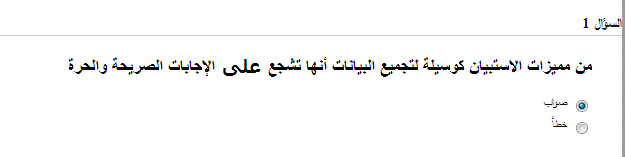 السؤال 1
من مميزات الاستبيان كوسيلة لتجميع البيانات أنها تشجع على الإجابات الصريحة والحرة
صواب
خطأ